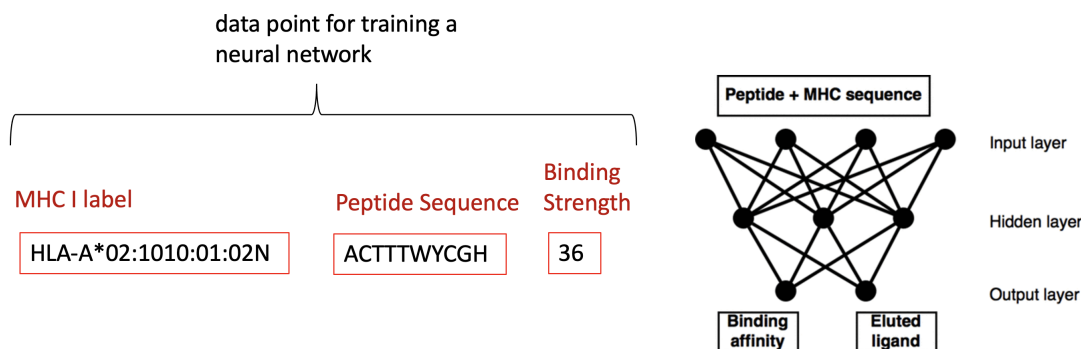 data point for training a
neural network
MHC I label
Peptide Sequence
Binding
Strength
HLA-A*02:1010:01:02N
ACTTTWYCGH
36
Peptide + MHC sequence
Input layer
Hidden layer
Output layer
Binding
affinity
Eluted
ligand